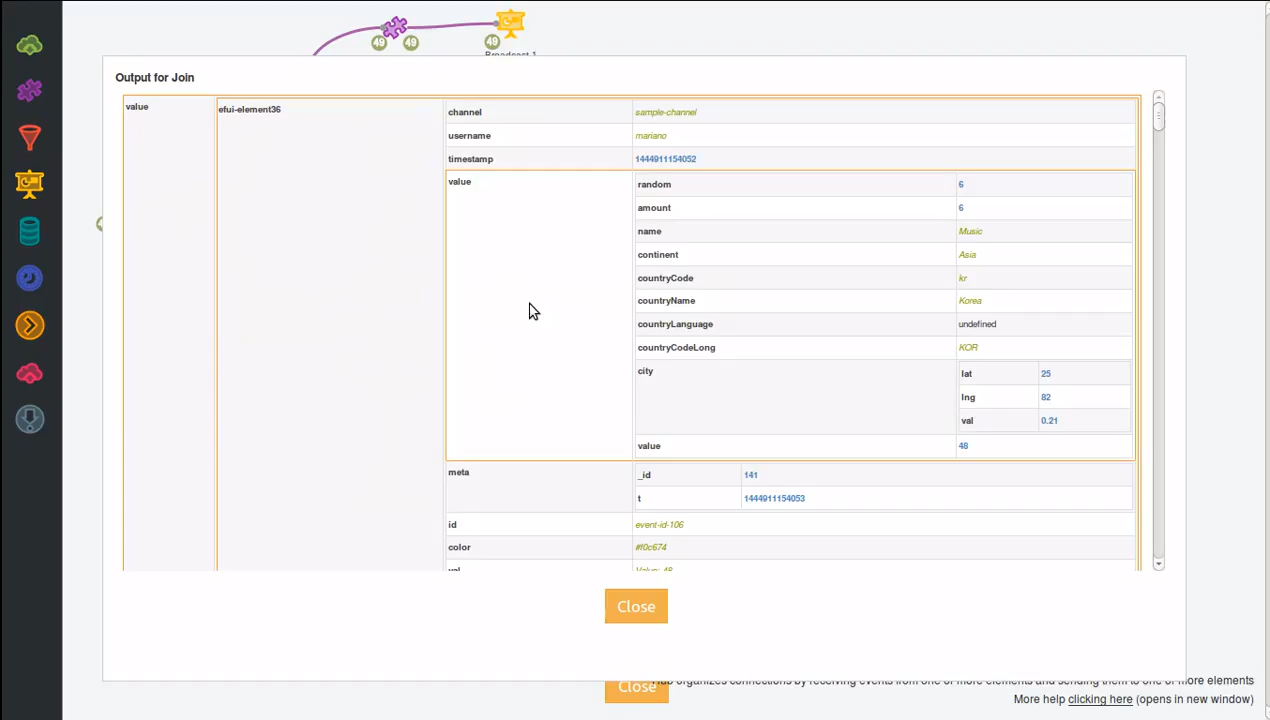 49 49 49
Broadcast 1
Output for Join
value efui-element36 channel sample-channel
username mariano
timestamp 1444911154052
value random 6
amount 6
name Music
continent Asia
countryCode kr
countryName Korea
countryLanguage undefined
countryCodeLong KOR
city lat 25
lng 82
val 0.21
value 48
meta _id 141
t 1444911154053
id event-id-106
color #f0c674
val Value: 48
Close
Close
Hub organizes connections by receiving events from one or more elements and sending them to one or more elements
More help clicking here (opens in new window)